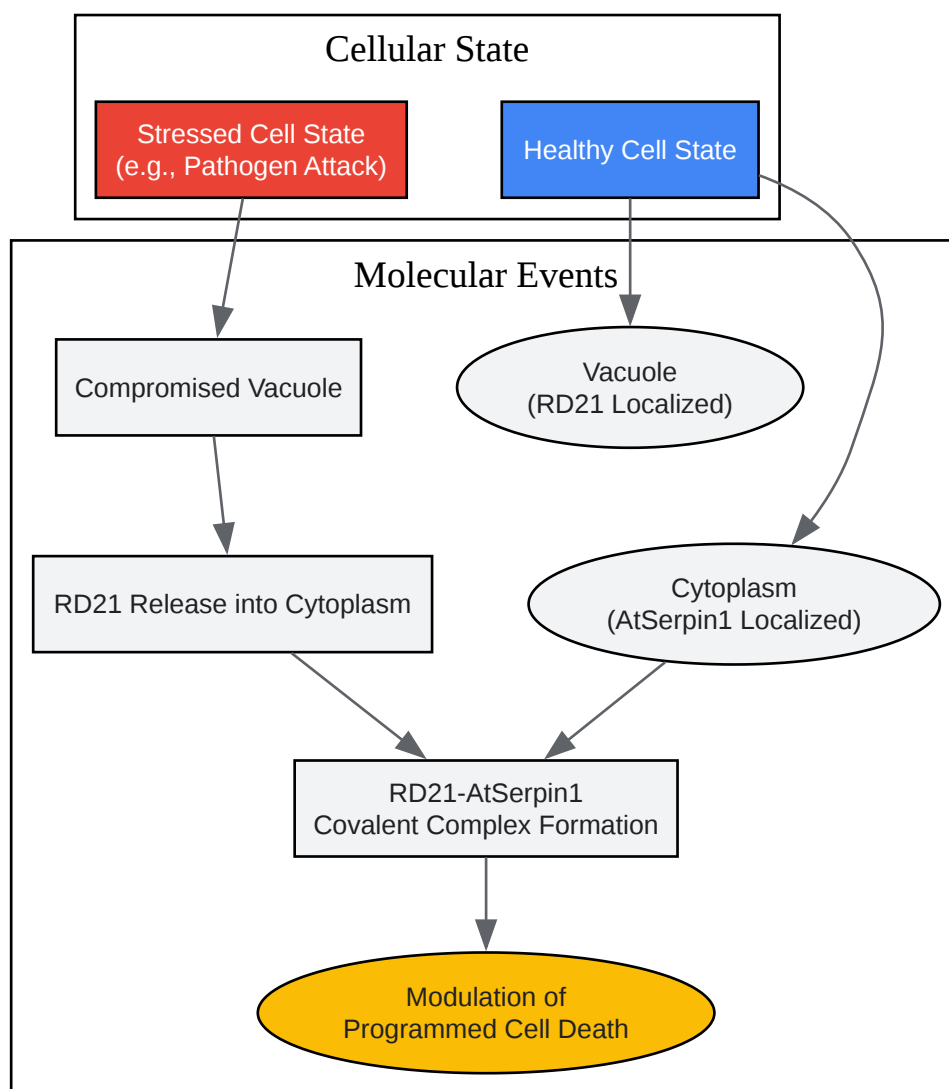 Cellular State
Stressed Cell State
(e.g., Pathogen Attack)
Healthy Cell State
Molecular Events
Compromised Vacuole
Vacuole
(RD21 Localized)
RD21 Release into Cytoplasm
Cytoplasm
(AtSerpin1 Localized)
RD21-AtSerpin1
Covalent Complex Formation
Modulation of
Programmed Cell Death